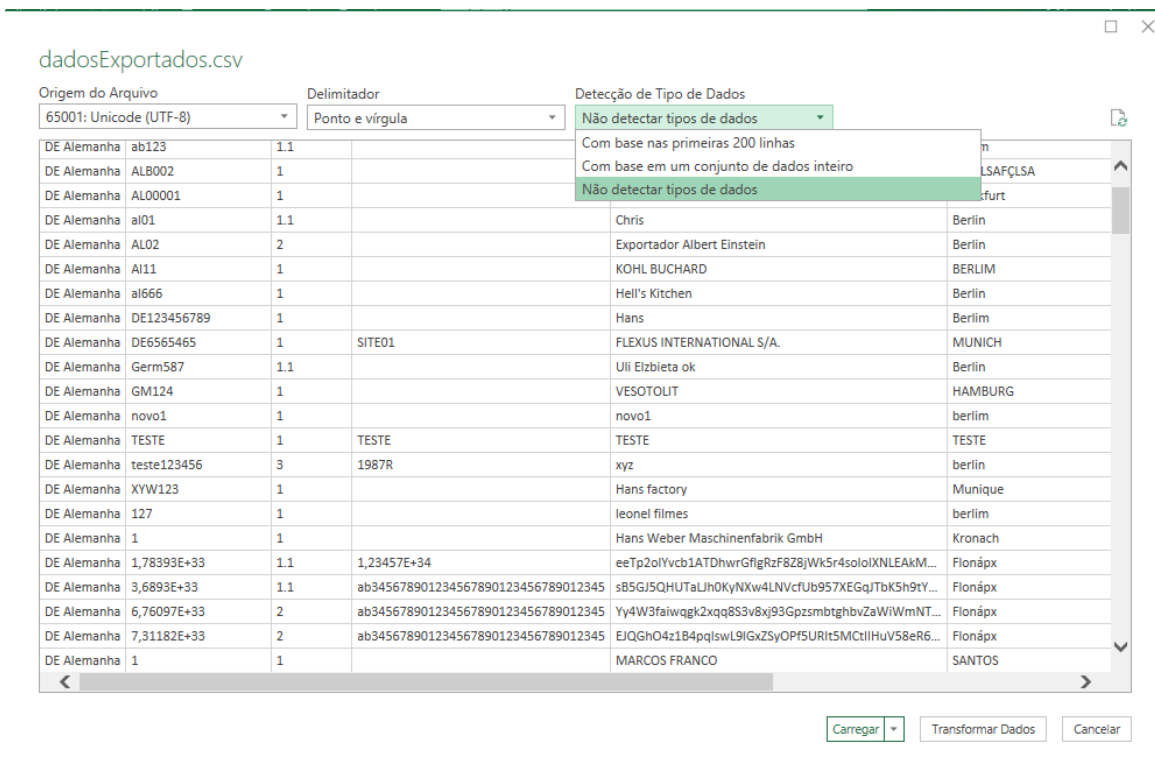 dadosExportados.csv
Origem do Arquivo Delimitador Detecção de Tipo de Dados
65001: Unicode (UTF-8) Ponto e vírgula Não detectar tipos de dados
Com base nas primeiras 200 linhas
Com base em um conjunto de dados inteiro
Não detectar tipos de dados
DE Alemanha ab123 1.1
DE Alemanha ALB002 1 LSAFÇLSA
DE Alemanha AL00001 1
DE Alemanha al01 1.1 Chris Berlin
DE Alemanha AL02 2 Exportador Albert Einstein Berlin
DE Alemanha Al11 1 KOHL BUCHARD BERLIM
DE Alemanha al666 1 Hell's Kitchen Berlin
DE Alemanha DE123456789 1 Hans Berlim
DE Alemanha DE6565465 1 SITE01 FLEXUS INTERNATIONAL S/A. MUNICH
DE Alemanha Germ587 1.1 Uli Elzbieta ok Berlin
DE Alemanha GM124 1 VESOTOLIT HAMBURG
DE Alemanha novo1 1 novo1 berlim
DE Alemanha TESTE 1 TESTE TESTE TESTE
DE Alemanha teste123456 3 1987R xyz berlin
DE Alemanha XYW123 1 Hans factory Munique
DE Alemanha 127 1 leonel filmes berlim
DE Alemanha 1 1 Hans Weber Maschinenfabrik GmbH Kronach
DE Alemanha 1,78393E+33 1.1 1,23457E+34 Flonápx
DE Alemanha 3,6893E+33 1.1 ab345678901234567890123456789012345 Flonápx
DE Alemanha 6,76097E+33 2 ab345678901234567890123456789012345 Flonápx
DE Alemanha 7,31182E+33 2 ab345678901234567890123456789012345 Flonápx
DE Alemanha 1 1 MARCOS FRANCO SANTOS
Carregar Transformar Dados Cancelar